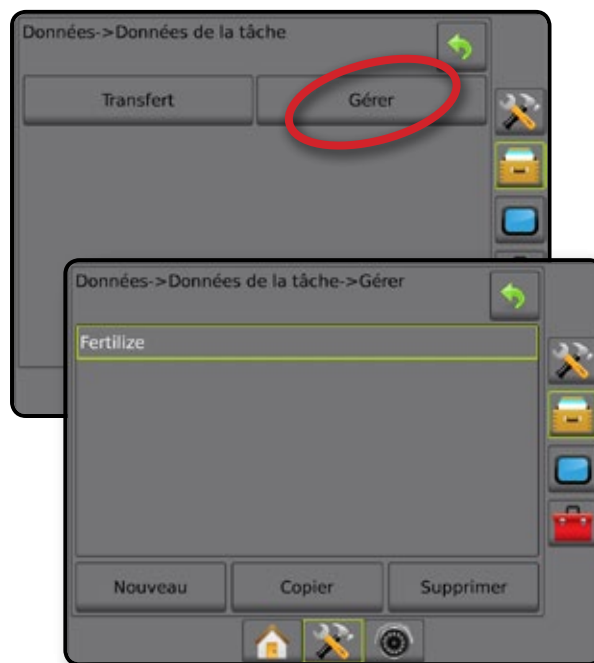 Données->Données de la tâche
Transfert Gérer
Données->Données de la tâche->Gérer
Fertilize
Nouveau Copier Supprimer